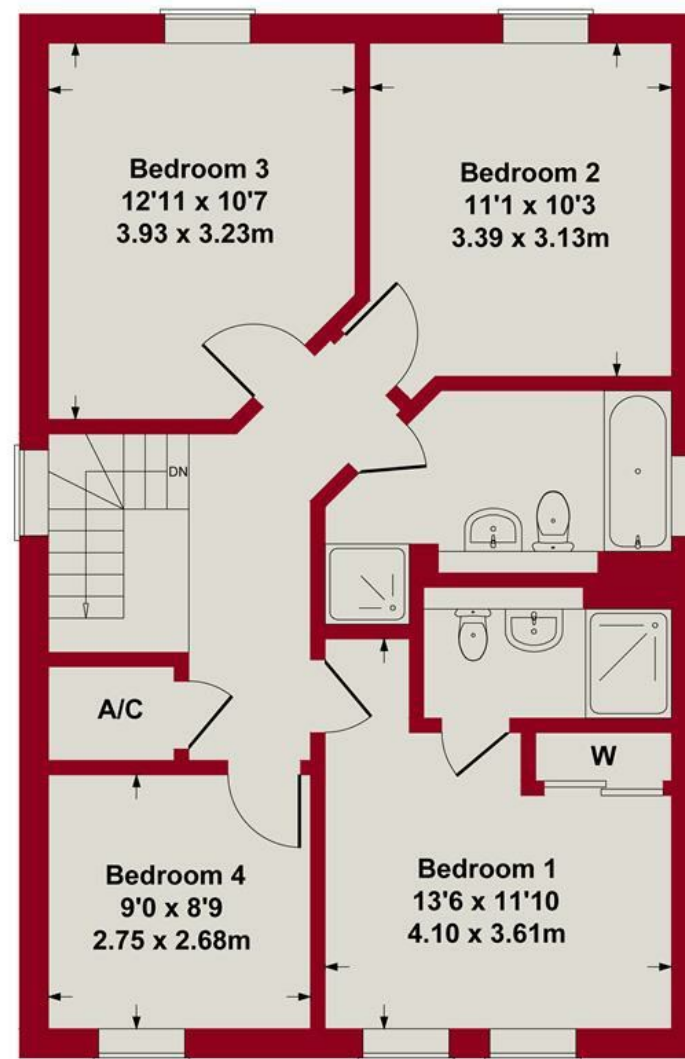 Bedroom 3
12'11 x 10'7
3.93 x 3.23m
Bedroom 2
11'1 x 10'3
3.39 x 3.13m
DN
A/C
W
Bedroom 4
9'0 x 8'9
2.75 x 2.68m
Bedroom 1
13'6 x 11'10
4.10 x 3.61m